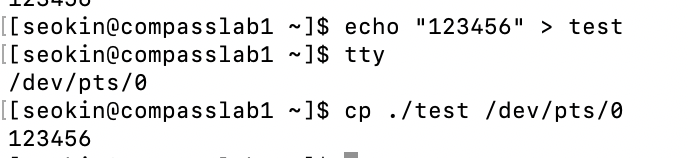 [[seokin@compasslab1 ~]$ echo "123456" > test
[[seokin@compasslab1 ~]$ tty
/dev/pts/0
[[seokin@compasslab1 ~]$ cp ./test /dev/pts/0
123456